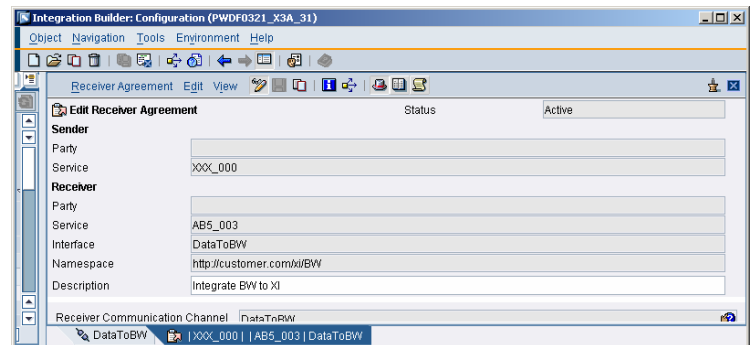 Integration Builder: Configuration (PWDF0321_X3A_31)
Object Navigation Tools Environment Help
Receiver Agreement Edit View
Edit Receiver Agreement Status Active
Sender
Party
Service XXX_000
Receiver
Party
Service AB5_003
Interface DataToBW
Namespace http://customer.com/xi/BW
Description Integrate BW to XI
Receiver Communication Channel DataToBW
DataToBW | XXX_000 | | AB5_003 | DataToBW